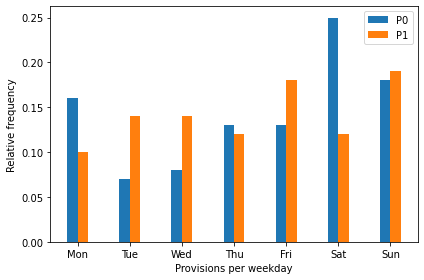 P0
P1
0.25
0.20
0.15
0.10
0.05
0.00
Relative frequency
Mon Tue Wed Thu Fri Sat Sun
Provisions per weekday